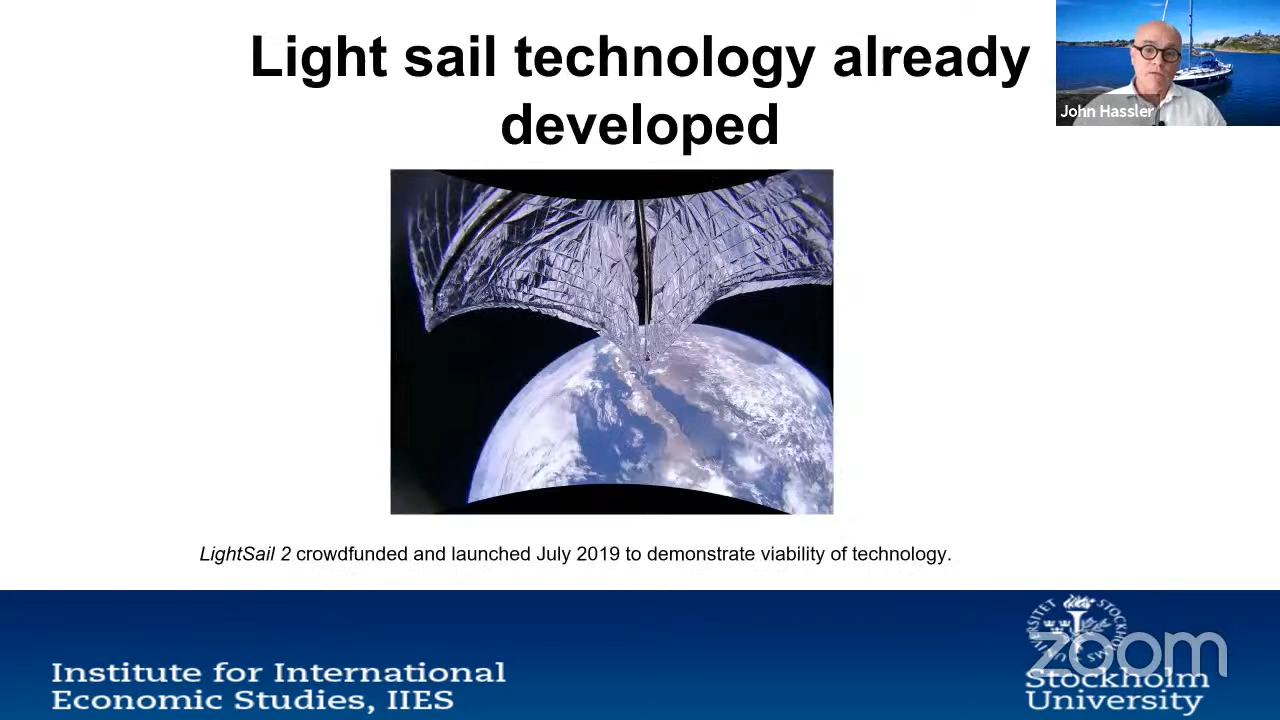 Light sail technology already
developed
John Hassler
LightSail 2 crowdfunded and launched July 2019 to demonstrate viability of technology.
Institute for International
Economic Studies, IIES
zoom
Stockholm
University